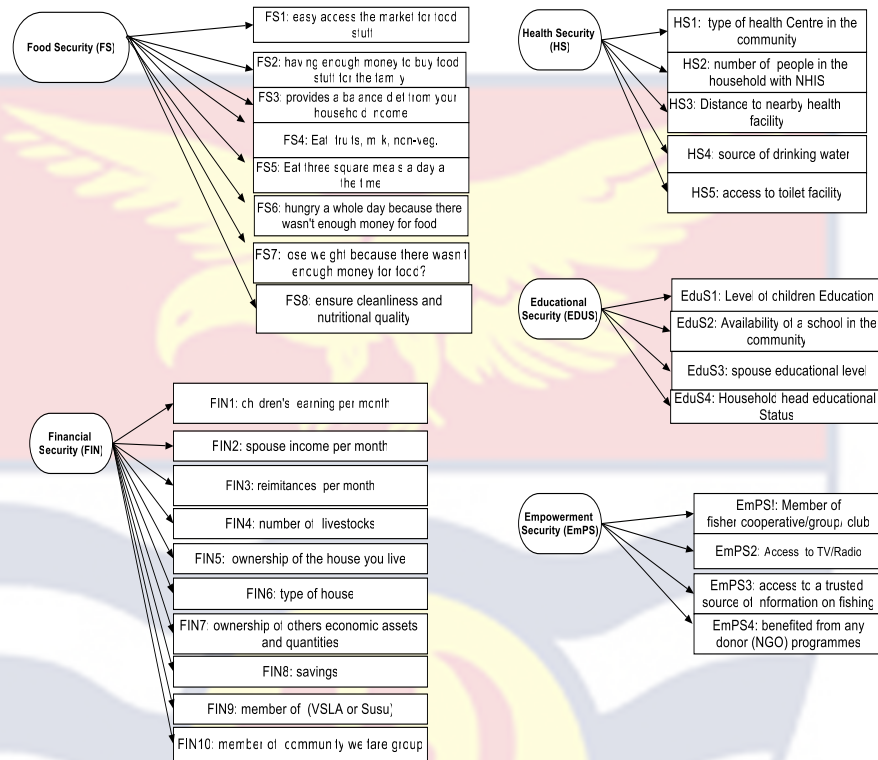 Food Security (FS)
FS1: easy access the market for food
stuff
FS2: having enough money to buy food
stuff for the family
FS3: provides a balance diet from your
household income
FS4: Eat fruits, milk, non-veg.
FS5: Eat three square meals a day a
the time
FS6: hungry a whole day because there
wasn't enough money for food
FS7: lose weight because there wasn't
enough money for food?
FS8: ensure cleanliness and
nutritional quality
Health Security
(HS)
HS1: type of health Centre in the
community
HS2: number of people in the
household with NHIS
HS3: Distance to nearby health
facility
HS4: source of drinking water
HS5: access to toilet facility
Educational
Security (EDUS)
EduS1: Level of children Education
EduS2: Availability of a school in the
community
EduS3: spouse educational level
EduS4: Household head educational
Status
Financial
Security (FIN)
FIN1: children's earning per month
FIN2: spouse income per month
FIN3: reimitances per month
FIN4: number of livestocks
FIN5: ownership of the house you live
FIN6: type of house
FIN7: ownership of others economic assets
and quantities
FIN8: savings
FIN9: member of (VSLA or Susu)
FIN10: member of community welfare group
Empowerment
Security (EmPS)
EmPS!: Member of
fisher cooperative/group/ club
EmPS2: Access to TV/Radio
EmPS3: access to a trusted
source of information on fishing
EmPS4: benefited from any
donor (NGO) programmes